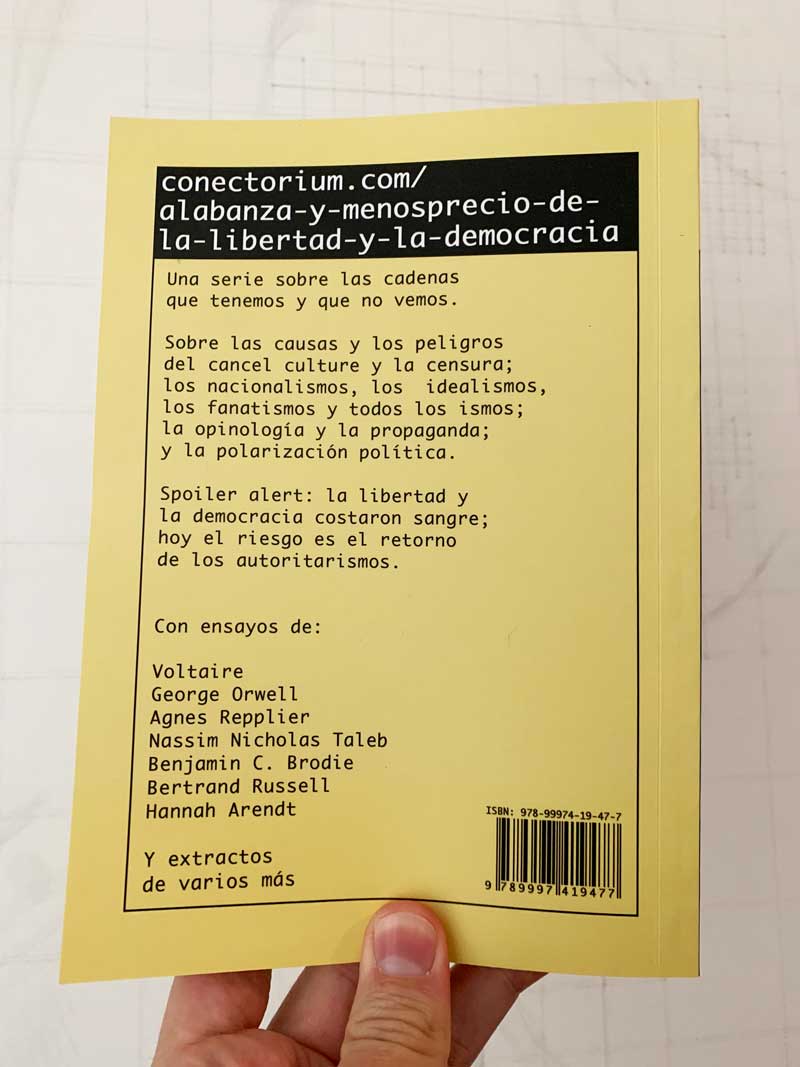 conectorium.com/
alabanza-y-menosprecio-de-
la-libertad-y-la-democracia
Una serie sobre las cadenas
que tenemos y que no vemos.
Sobre las causas y los peligros
del cancel culture y la censura;
los nacionalismos, los idealismos,
los fanatismos y todos los ismos;
la opinología y la propaganda;
y la polarización política.
Spoiler alert: la libertad y
la democracia costaron sangre;
hoy el riesgo es el retorno
de los autoritarismos.
Con ensayos de:
Voltaire
George Orwell
Agnes Repplier
Nassim Nicholas Taleb
Benjamin C. Brodie
Bertrand Russell
Hannah Arendt
Y extractos
de varios más
ISBN: 978-99974-19-47-7
9 789997 419477